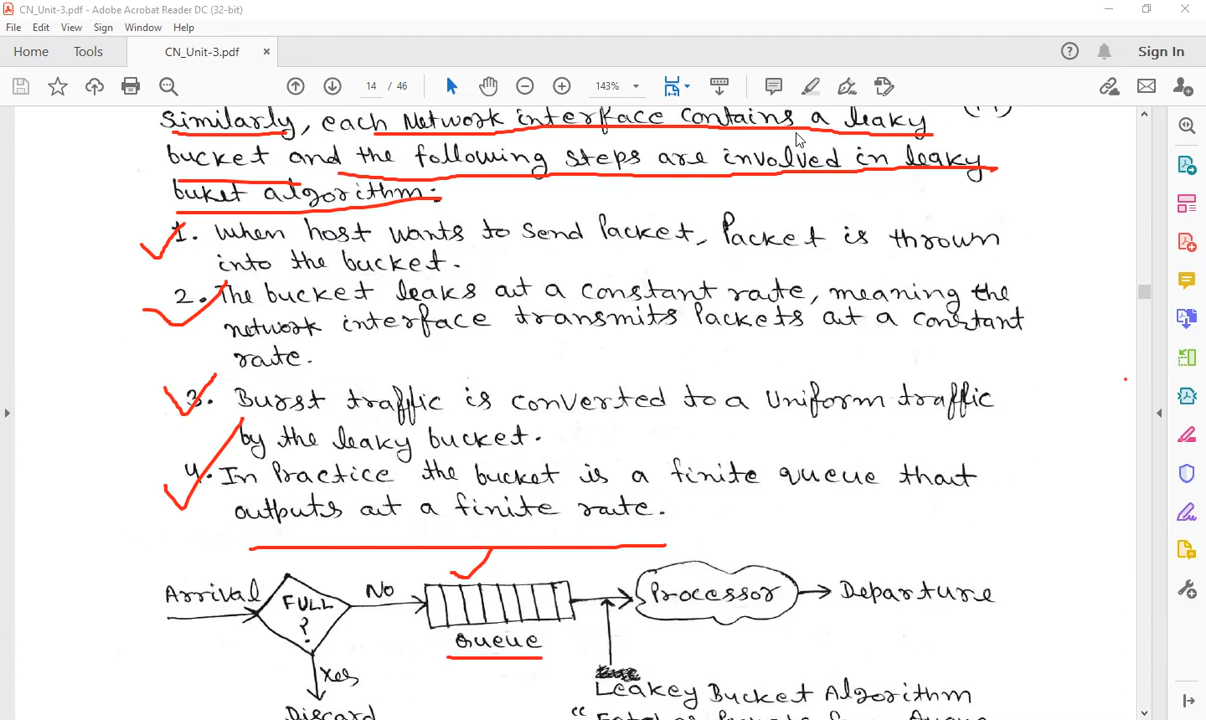 CN_Unit-3.pdf - Adobe Acrobat Reader DC (32-bit)
File Edit View Sign Window Help
Home Tools CN_Unit-3.pdf × Sign In
14 / 46 143%
Similarly, each Network interface contains a leaky
bucket and the following steps are involved in leaky
buket algorithm:
1. When host wants to send Packet, Packet is thrown
into the bucket.
2. The bucket leaks at a constant rate, meaning the
network interface transmits Packets at a constant
rate.
3. Burst traffic is converted to a Uniform traffic
by the leaky bucket.
4. In Practice the bucket is a finite queue that
outputs at a finite rate.
Arrival FULL ? No Queue Processor Departure
Yes
Discard
Leakey Bucket Algorithm